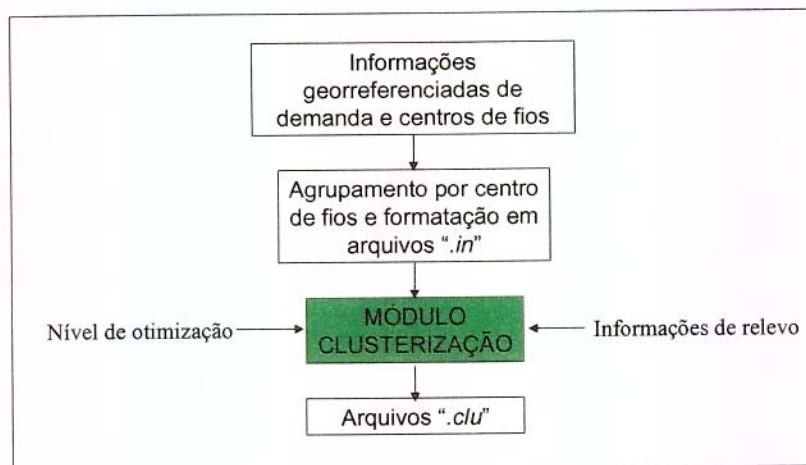 Informações
georreferenciadas de
demanda e centros de fios
Agrupamento por centro
de fios e formatação em
arquivos “.in”
Nível de otimização
MÓDULO
CLUSTERIZAÇÃO
Informações de relevo
Arquivos “.clu”